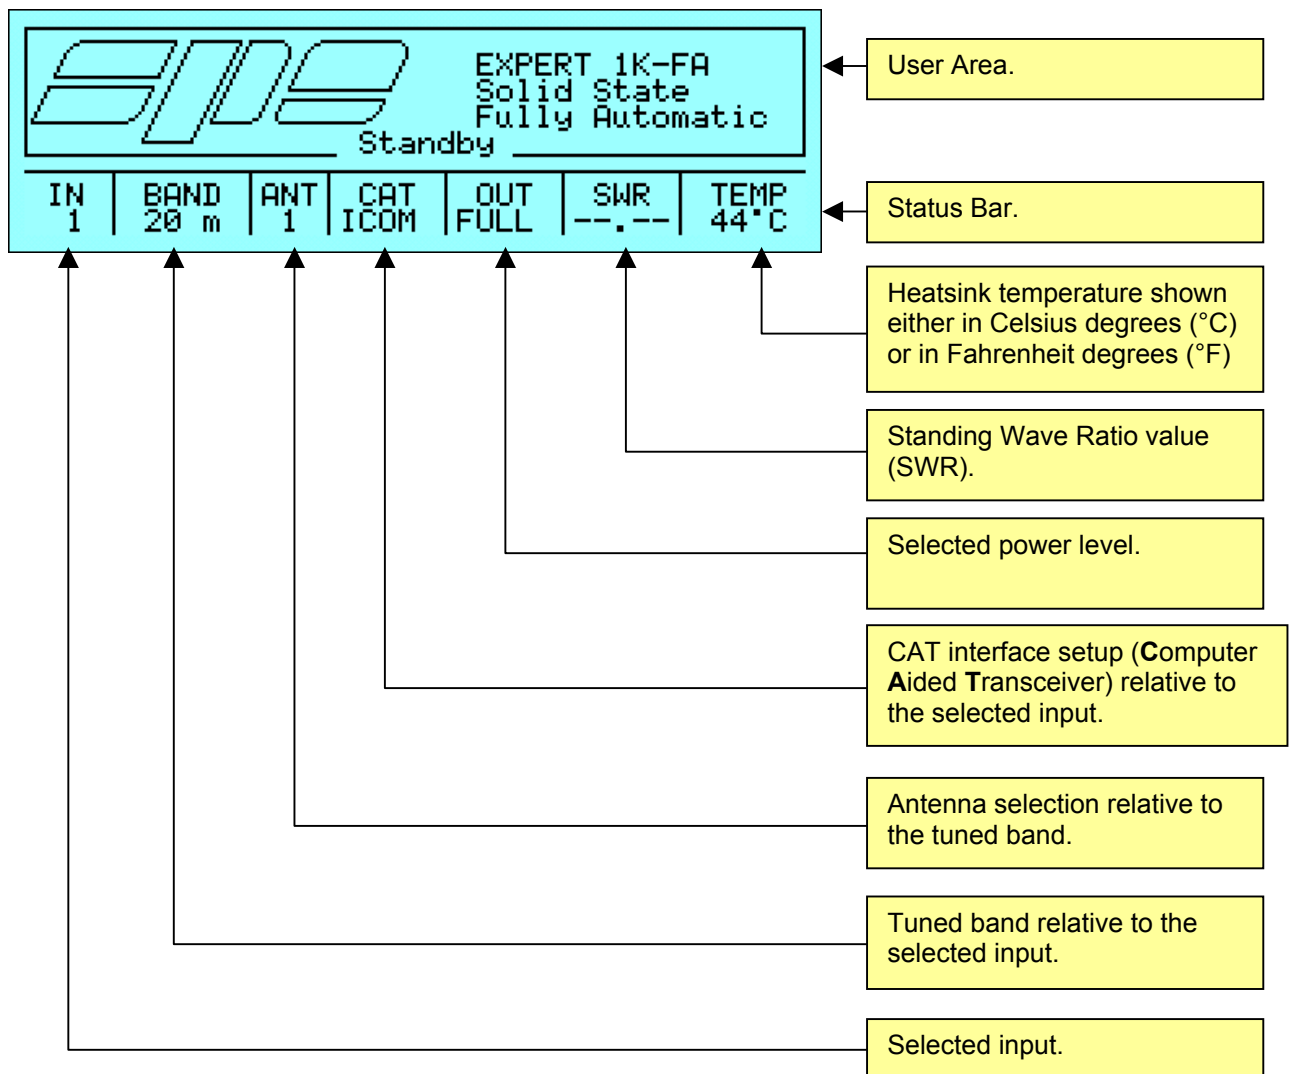 spe
EXPERT 1K-FA
Solid State
Fully Automatic
Standby
IN BAND ANT CAT OUT SWR TEMP
1 20 m 1 ICOM FULL --.-- 44°C
User Area.
Status Bar.
Heatsink temperature shown
either in Celsius degrees (°C)
or in Fahrenheit degrees (°F)
Standing Wave Ratio value
(SWR).
Selected power level.
CAT interface setup (Computer
Aided Transceiver) relative to
the selected input.
Antenna selection relative to
the tuned band.
Tuned band relative to the
selected input.
Selected input.